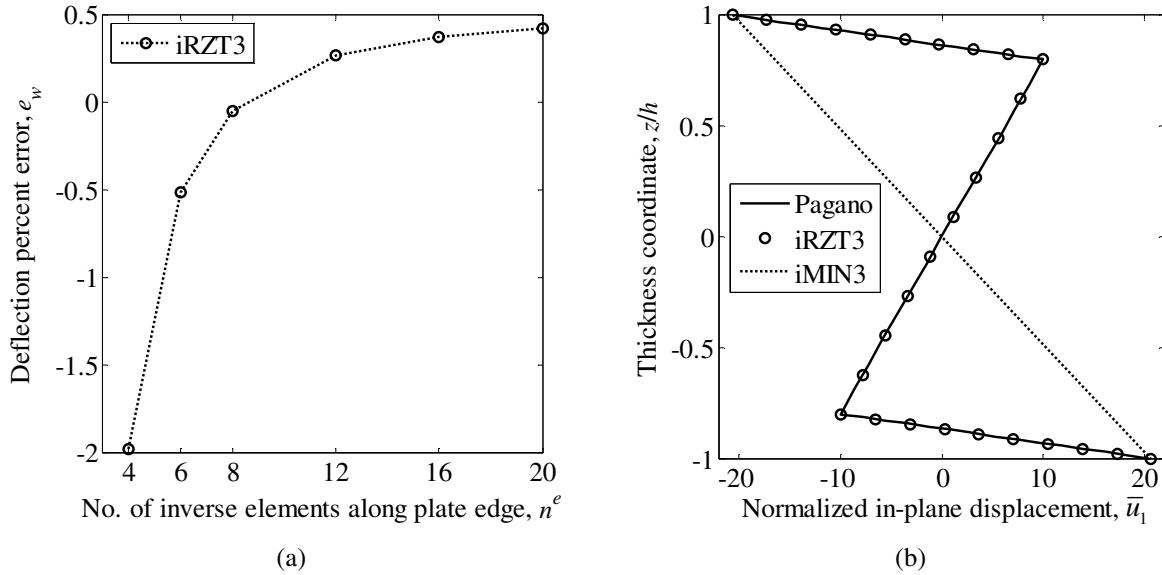 iRZT3
0.5
0
-0.5
-1
-1.5
-2
4
6
8
12
16
20
Deflection percent error, e_w
No. of inverse elements along plate edge, n^e
(a)
Pagano
iRZT3
iMIN3
1
0.5
0
-0.5
-1
-20
-10
0
10
20
Thickness coordinate, z/h
Normalized in-plane displacement, u̅₁
(b)